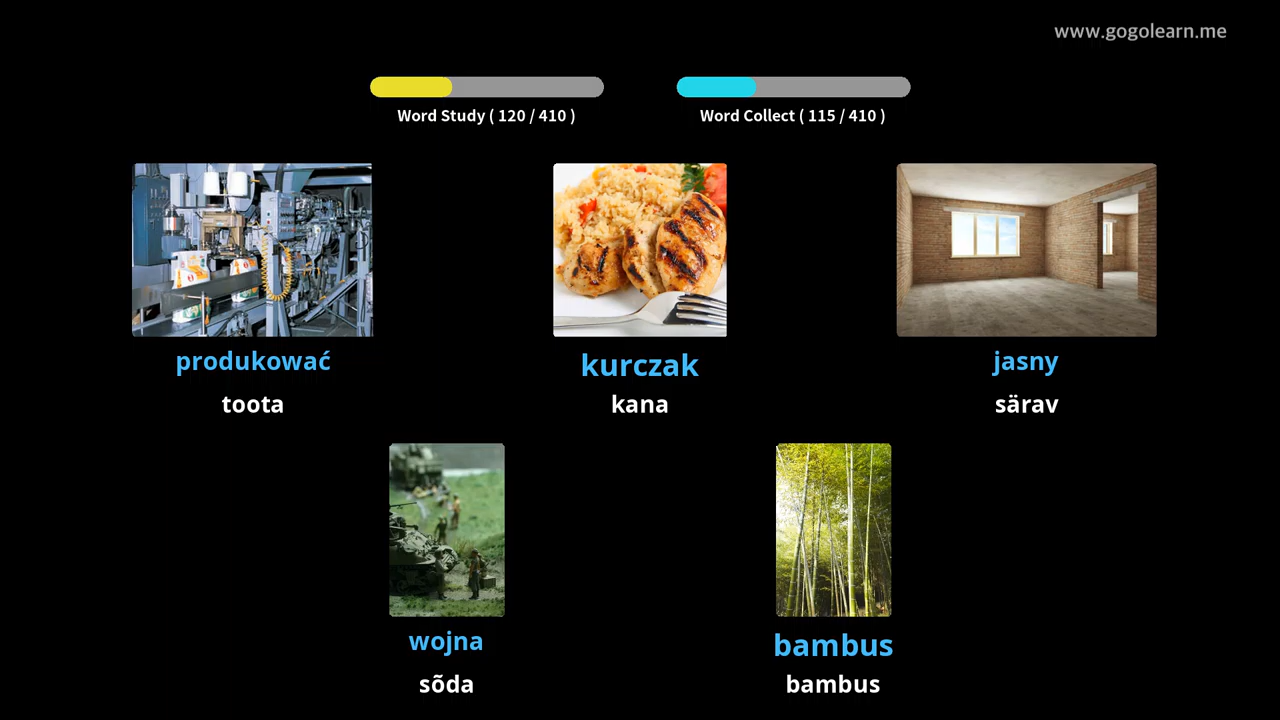 www.gogolearn.me
Word Study ( 120 / 410 )
Word Collect ( 115 / 410 )
produkować
toota
kurczak
kana
jasny
särav
wojna
sõda
bambus
bambus